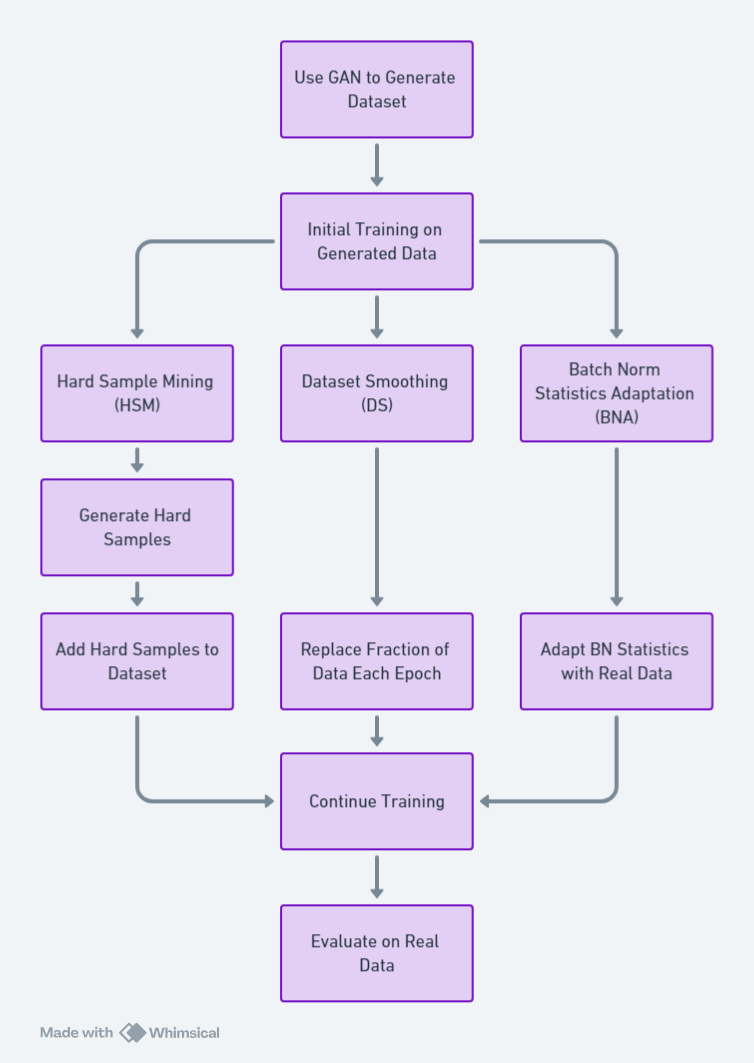 Use GAN to Generate
Dataset
Initial Training on
Generated Data
Hard Sample Mining
(HSM)
Dataset Smoothing
(DS)
Batch Norm
Statistics Adaptation
(BNA)
Generate Hard
Samples
Add Hard Samples to
Dataset
Replace Fraction of
Data Each Epoch
Adapt BN Statistics
with Real Data
Continue Training
Evaluate on Real
Data
Made with Whimsical